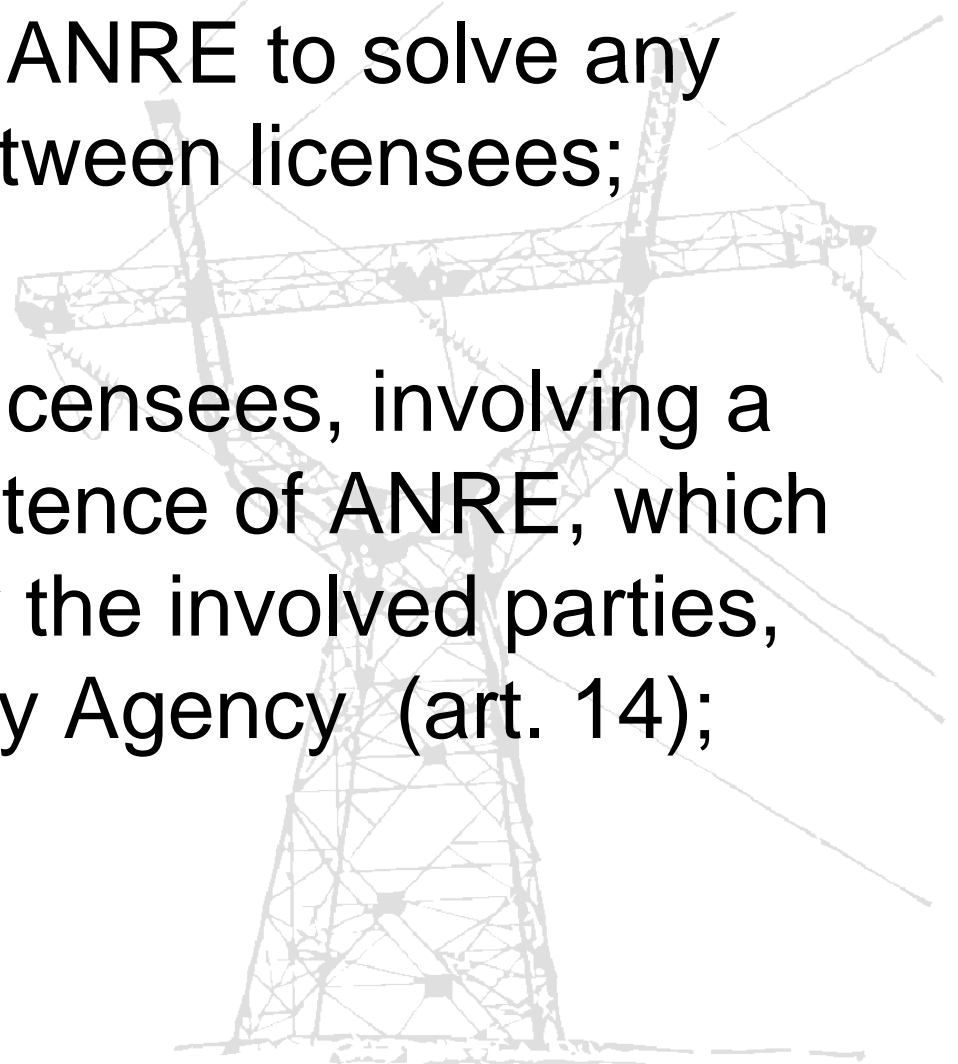 ANRE to solve any
tween licensees;
censees, involving a
tence of ANRE, which
the involved parties,
y Agency (art. 14);